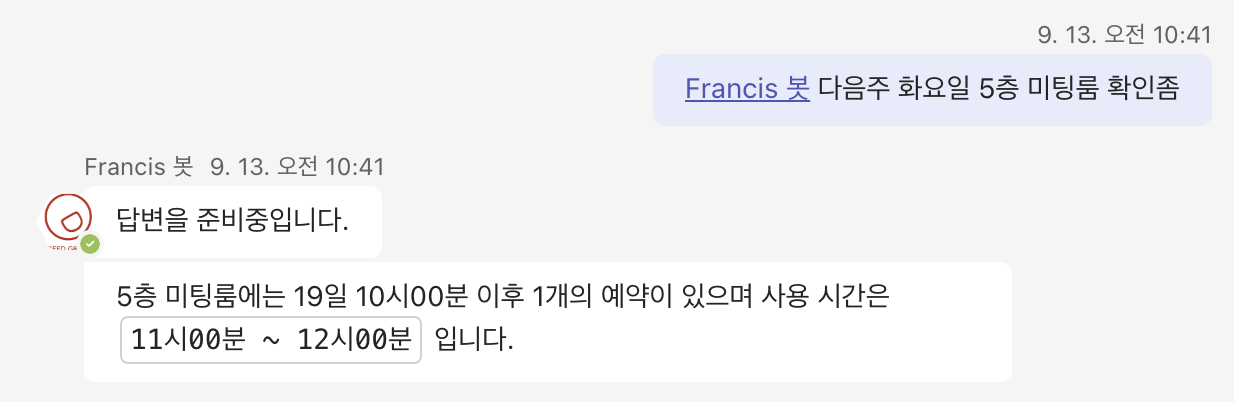 9. 13. 오전 10:41
Francis 봇 다음주 화요일 5층 미팅룸 확인좀
Francis 봇 9. 13. 오전 10:41
답변을 준비중입니다.
5층 미팅룸에는 19일 10시00분 이후 1개의 예약이 있으며 사용 시간은
11시00분 ~ 12시00분 입니다.